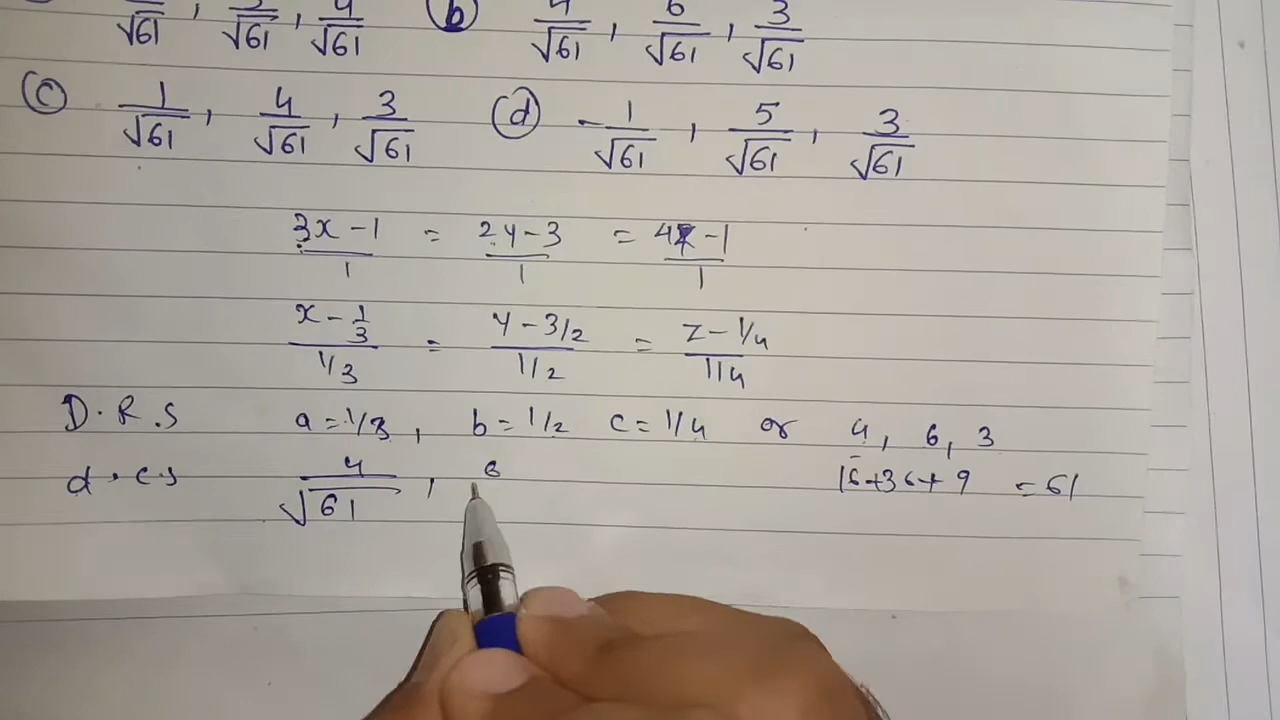 √61 , √61 , 4/√61 (b) 4/√61 , 6/√61 , 3/√61
(c) 1/√61 , 4/√61 , 3/√61 (d) -1/√61 , 5/√61 , 3/√61
3x-1/1 = 2y-3/1 = 4z-1/1
x-1/3 / 1/3 = y-3/2 / 1/2 = z-1/4 / 1/4
D.R.S a=1/3, b=1/2 c=1/4 or 4, 6, 3
d.c.s 4/√61 , 6 16+36+9 =61